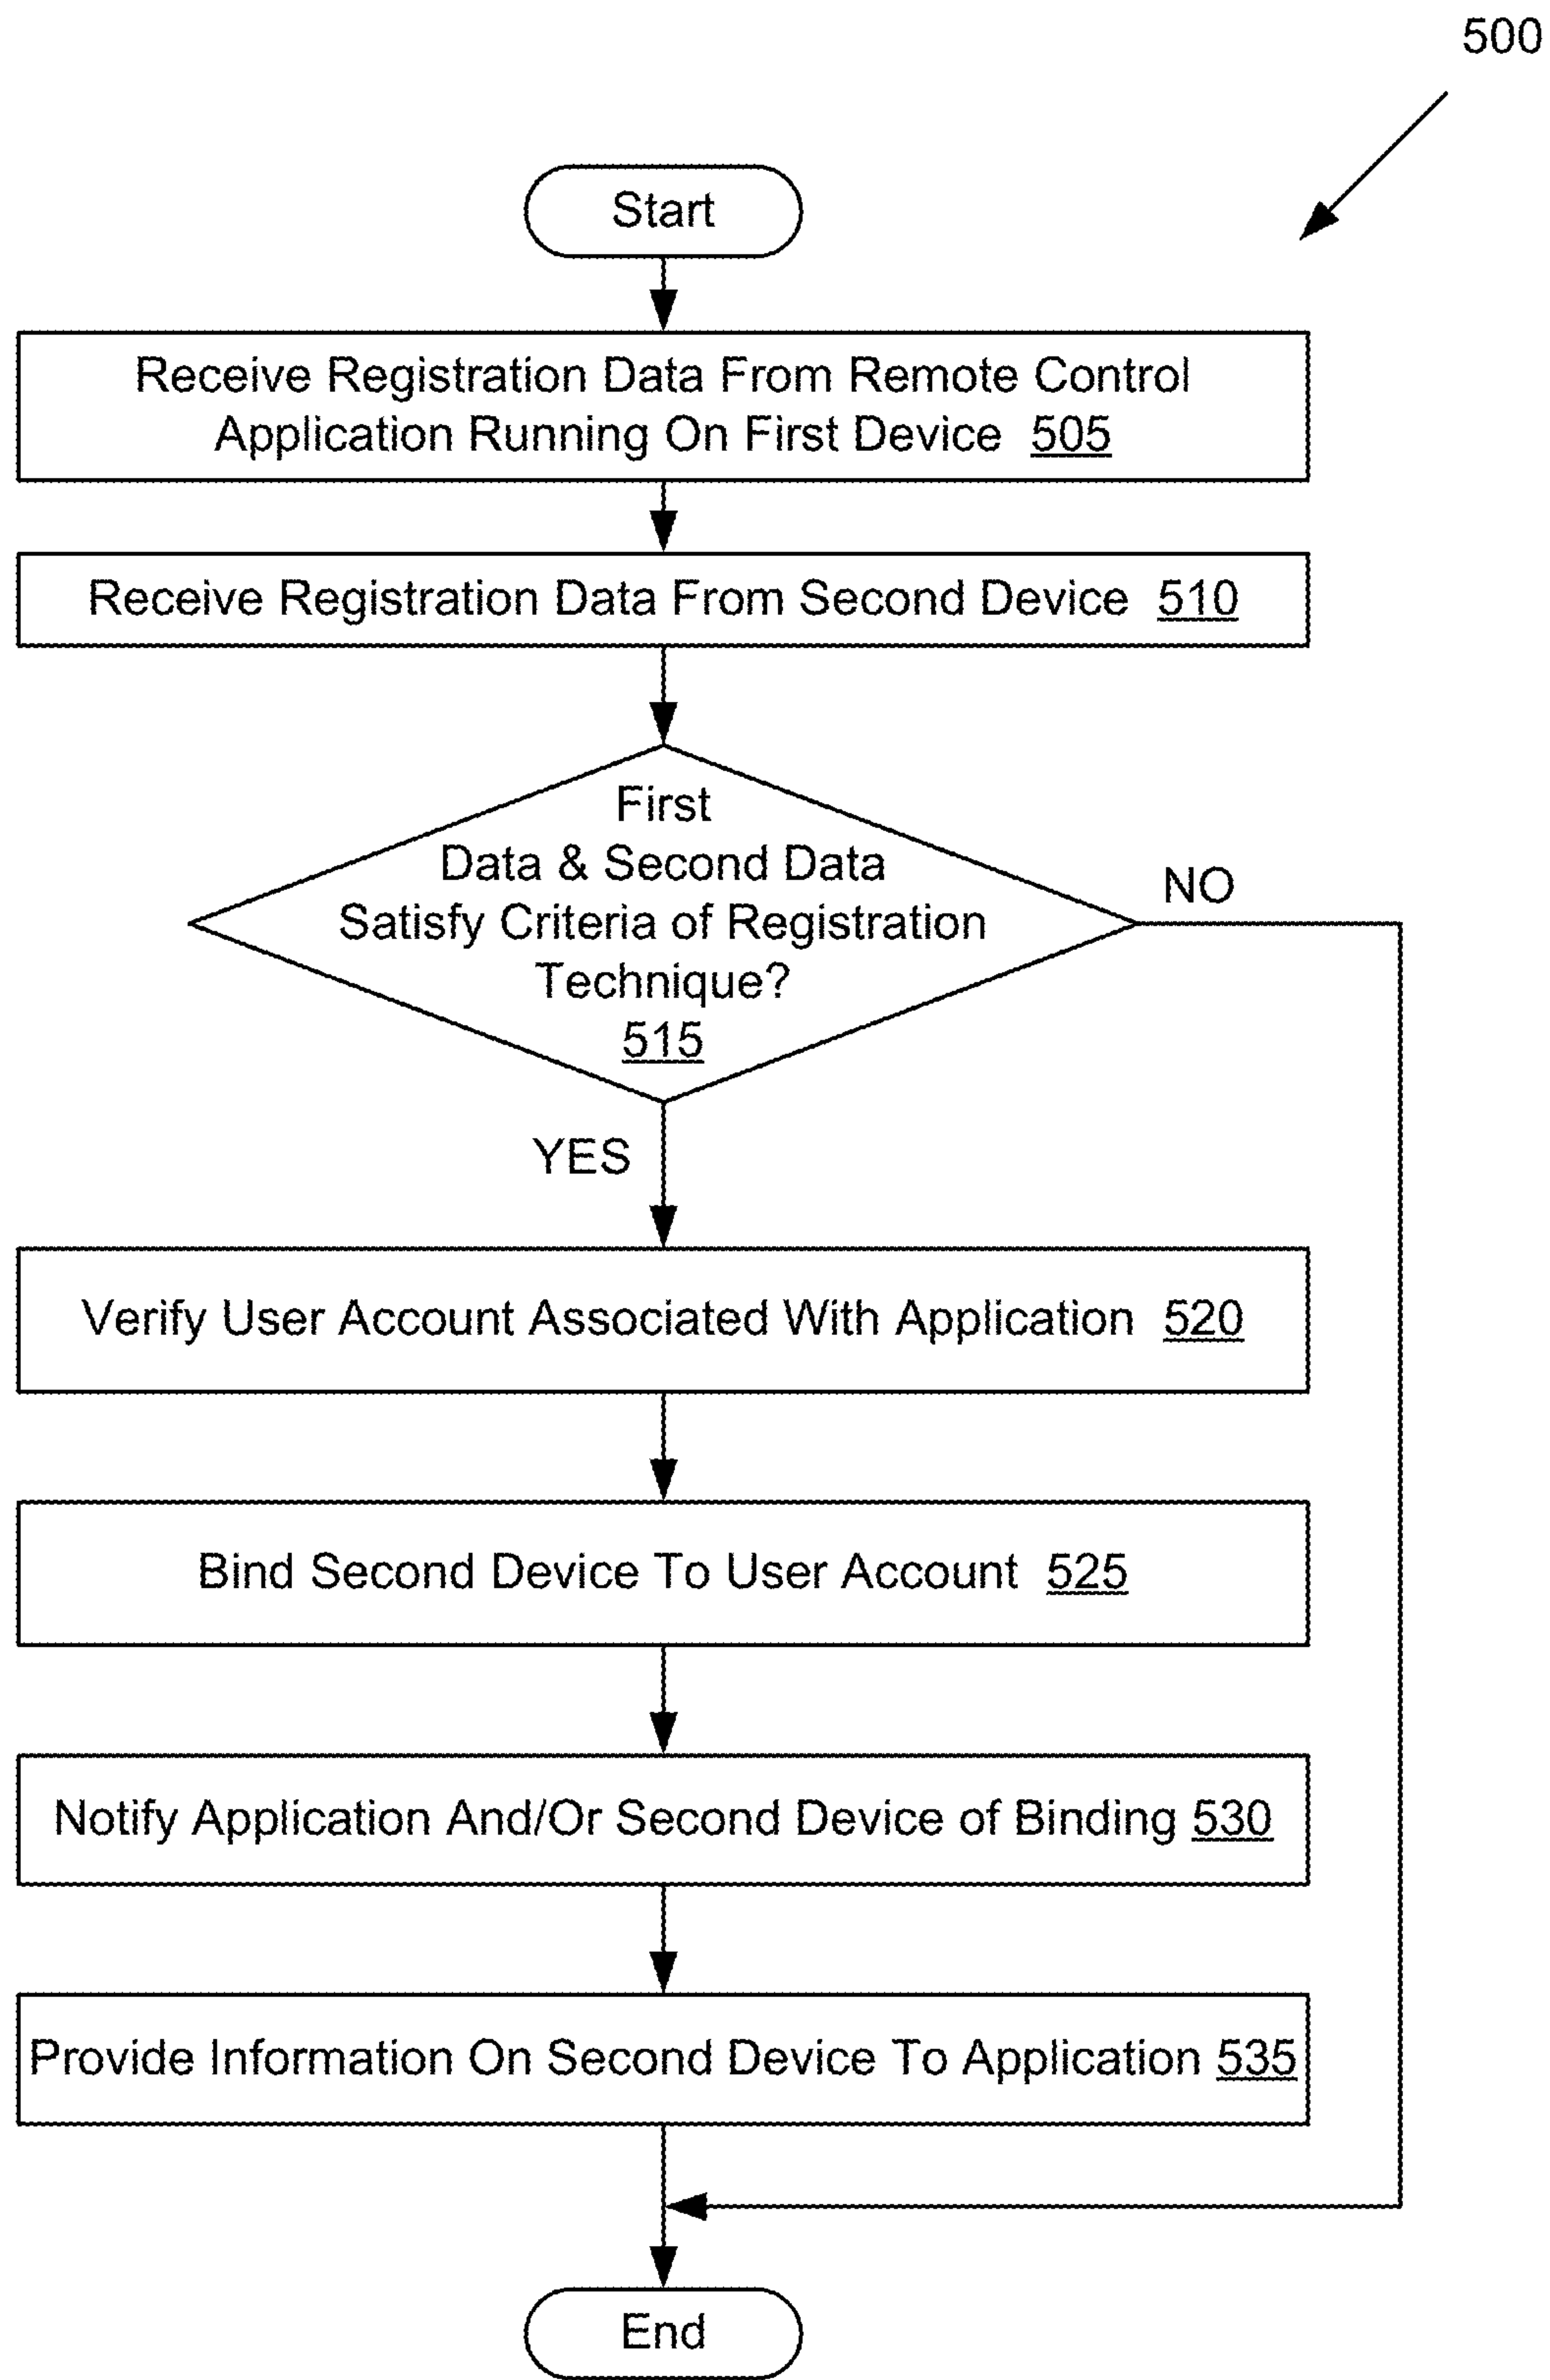 500
Start
Receive Registration Data From Remote Control
Application Running On First Device 505
Receive Registration Data From Second Device 510
First
Data & Second Data
Satisfy Criteria of Registration
Technique?
515
NO
YES
Verify User Account Associated With Application 520
Bind Second Device To User Account 525
Notify Application And/Or Second Device of Binding 530
Provide Information On Second Device To Application 535
End